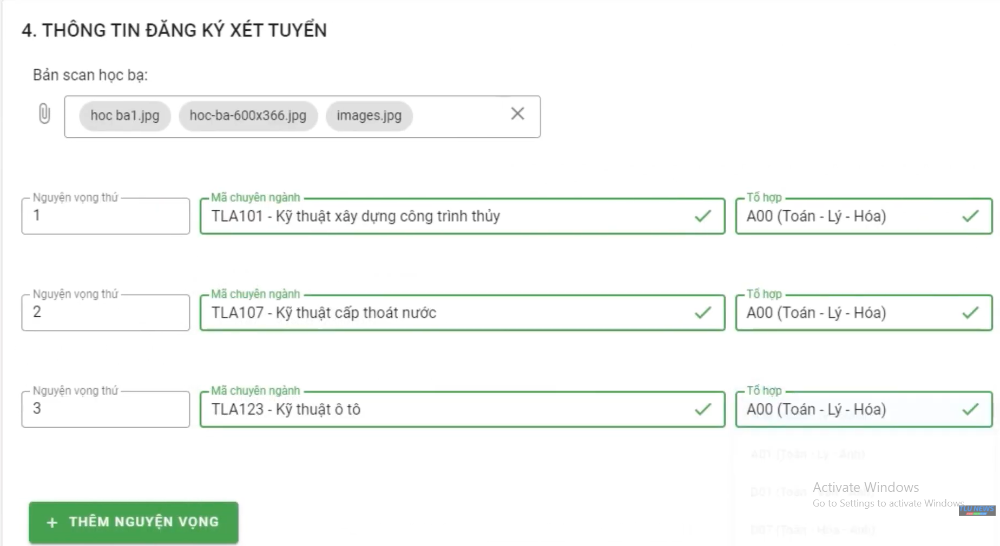 4. THÔNG TIN ĐĂNG KÝ XÉT TUYỂN
Bản scan học bạ:
hoc ba1.jpg hoc-ba-600x366.jpg images.jpg
Nguyện vọng thứ Mã chuyên ngành Tổ hợp
1 TLA101 - Kỹ thuật xây dựng công trình thủy A00 (Toán - Lý - Hóa)
Nguyện vọng thứ Mã chuyên ngành Tổ hợp
2 TLA107 - Kỹ thuật cấp thoát nước A00 (Toán - Lý - Hóa)
Nguyện vọng thứ Mã chuyên ngành Tổ hợp
3 TLA123 - Kỹ thuật ô tô A00 (Toán - Lý - Hóa)
A01 (Toán - Lý - Anh)
Activate Windows
D01 (Toán
Go to Settings to activate Windows.
TLU NEWS
+ THÊM NGUYỆN VỌNG
D07 (Toán - Hóa - Anh)